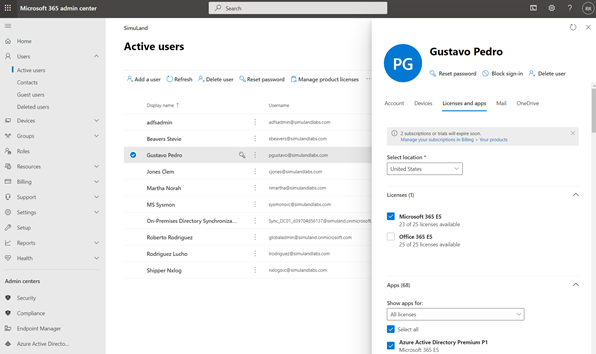 Microsoft 365 admin center
Search
RR
Home
Users
Active users
Contacts
Guest users
Deleted users
Devices
Groups
Roles
Resources
Billing
Support
Settings
Setup
Reports
Health
Admin centers
Security
Compliance
Endpoint Manager
Azure Active Directo...
SimuLand
Active users
Add a user Refresh Delete user Reset password Manage product licenses ...
Display name ↑ Username
adfsadmin adfsadmin@simulandlabs.com
Beavers Stevie sbeavers@simulandlabs.com
Gustavo Pedro pgustavo@simulandlabs.com
Jones Clem cjones@simulandlabs.com
Martha Norah nmartha@simulandlabs.com
MS Sysmon sysmonsvc@simulandlabs.com
On-Premises Directory Synchroniza... Sync_DC01_d59704656137@simuland.onmicrosoft.com
Roberto Rodriguez globaladmin@simuland.onmicrosoft.com
Rodriguez Lucho lrodriguez@simulandlabs.com
Shipper Nxlog nxlogsvc@simulandlabs.com
PG
Gustavo Pedro
Reset password Block sign-in Delete user
Account Devices Licenses and apps Mail OneDrive
2 subscriptions or trials will expire soon.
Manage your subscriptions in Billing > Your products
Select location *
United States
Licenses (1)
Microsoft 365 E5
23 of 25 licenses available
Office 365 E5
25 of 25 licenses available
Apps (68)
Show apps for:
All licenses
Select all
Azure Active Directory Premium P1
Microsoft 365 E5